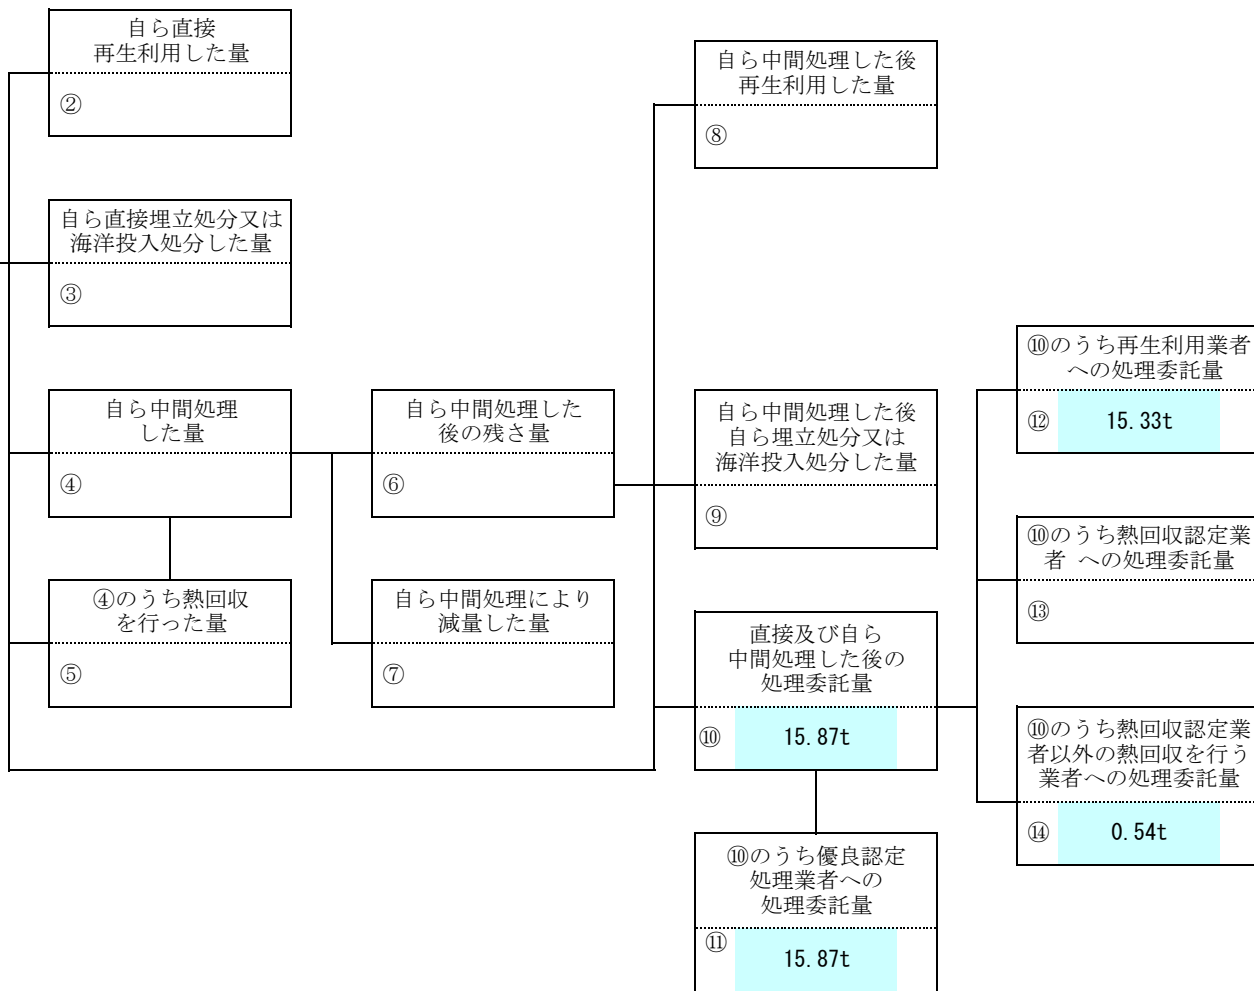 自ら直接
再生利用した量
②
自ら直接埋立処分又は
海洋投入処分した量
③
自ら中間処理
した量
④
④のうち熱回収
を行った量
⑤
自ら中間処理した
後の残さ量
⑥
自ら中間処理により
減量した量
⑦
自ら中間処理した後
再生利用した量
⑧
自ら中間処理した後
自ら埋立処分又は
海洋投入処分した量
⑨
直接及び自ら
中間処理した後の
処理委託量
⑩ 15.87t
⑩のうち優良認定
処理業者への
処理委託量
⑪ 15.87t
⑩のうち再生利用業者
への処理委託量
⑫ 15.33t
⑩のうち熱回収認定業
者 への処理委託量
⑬
⑩のうち熱回収認定業
者以外の熱回収を行う
業者への処理委託量
⑭ 0.54t